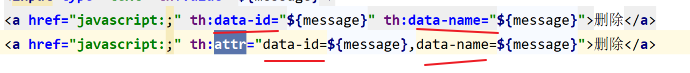 <a href="javascript:;" th:data-id="${message}" th:data-name="${message}">删除</a>
<a href="javascript:;" th:attr="data-id=${message},data-name=${message}">删除</a>